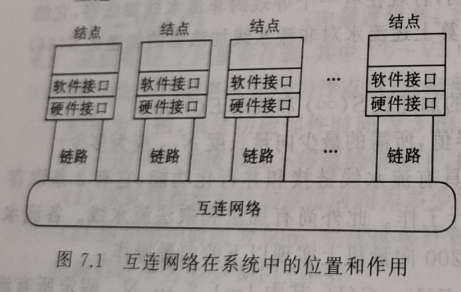 结点 结点 结点 结点
软件接口 软件接口 软件接口 … 软件接口
硬件接口 硬件接口 硬件接口 硬件接口
链路 链路 链路 … 链路
互连网络
图 7.1 互连网络在系统中的位置和作用